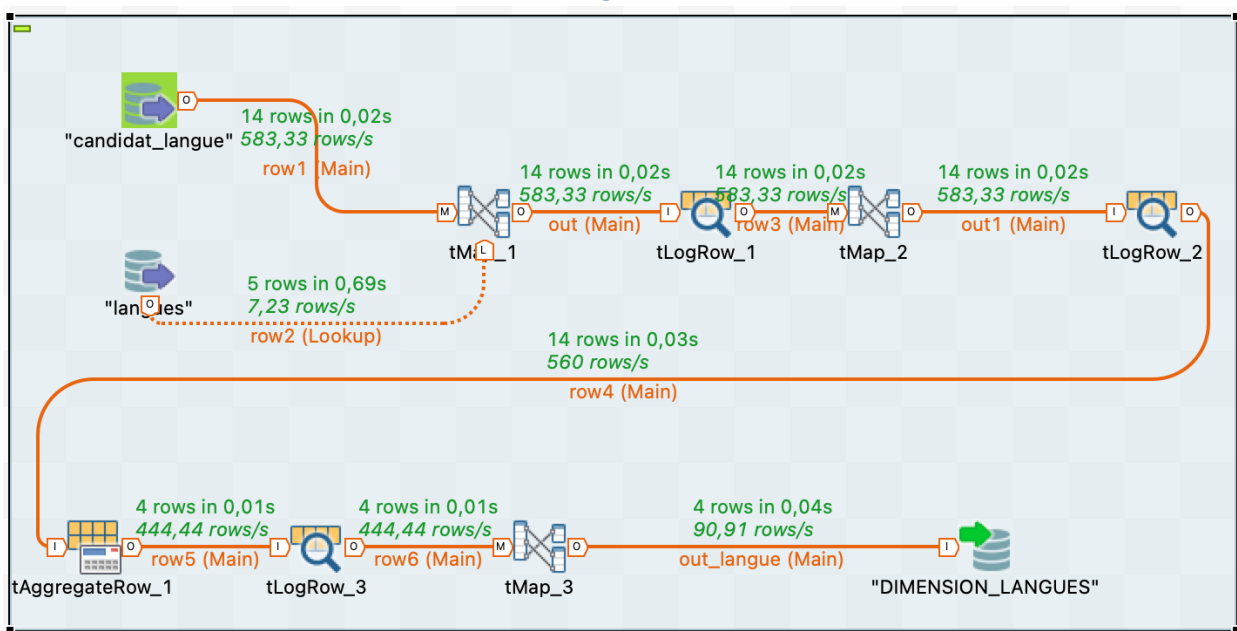 "candidat_langue"
14 rows in 0,02s
583,33 rows/s
row1 (Main)
"langues"
5 rows in 0,69s
7,23 rows/s
row2 (Lookup)
tMap_1
14 rows in 0,02s
583,33 rows/s
out (Main)
tLogRow_1
14 rows in 0,02s
583,33 rows/s
row3 (Main)
tMap_2
14 rows in 0,02s
583,33 rows/s
out1 (Main)
tLogRow_2
14 rows in 0,03s
560 rows/s
row4 (Main)
tAggregateRow_1
4 rows in 0,01s
444,44 rows/s
row5 (Main)
tLogRow_3
4 rows in 0,01s
444,44 rows/s
row6 (Main)
tMap_3
4 rows in 0,04s
90,91 rows/s
out_langue (Main)
"DIMENSION_LANGUES"